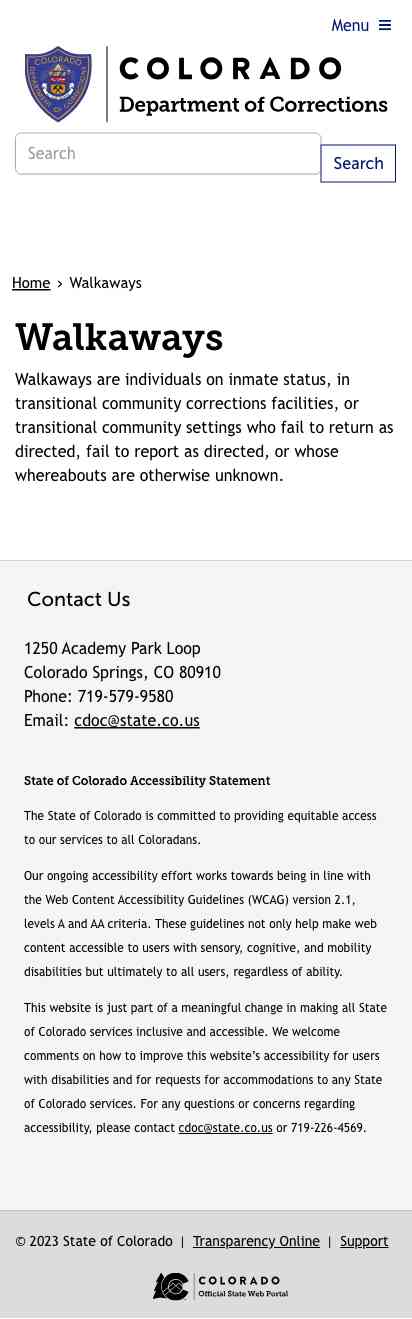 Menu ≡
COLORADO
Department of Corrections
Search
Search
Home › Walkaways
Walkaways
Walkaways are individuals on inmate status, in
transitional community corrections facilities, or
transitional community settings who fail to return as
directed, fail to report as directed, or whose
whereabouts are otherwise unknown.
Contact Us
1250 Academy Park Loop
Colorado Springs, CO 80910
Phone: 719-579-9580
Email: cdoc@state.co.us
State of Colorado Accessibility Statement
The State of Colorado is committed to providing equitable access
to our services to all Coloradans.
Our ongoing accessibility effort works towards being in line with
the Web Content Accessibility Guidelines (WCAG) version 2.1,
levels A and AA criteria. These guidelines not only help make web
content accessible to users with sensory, cognitive, and mobility
disabilities but ultimately to all users, regardless of ability.
This website is just part of a meaningful change in making all State
of Colorado services inclusive and accessible. We welcome
comments on how to improve this website’s accessibility for users
with disabilities and for requests for accommodations to any State
of Colorado services. For any questions or concerns regarding
accessibility, please contact cdoc@state.co.us or 719-226-4569.
© 2023 State of Colorado | Transparency Online | Support
COLORADO
Official State Web Portal